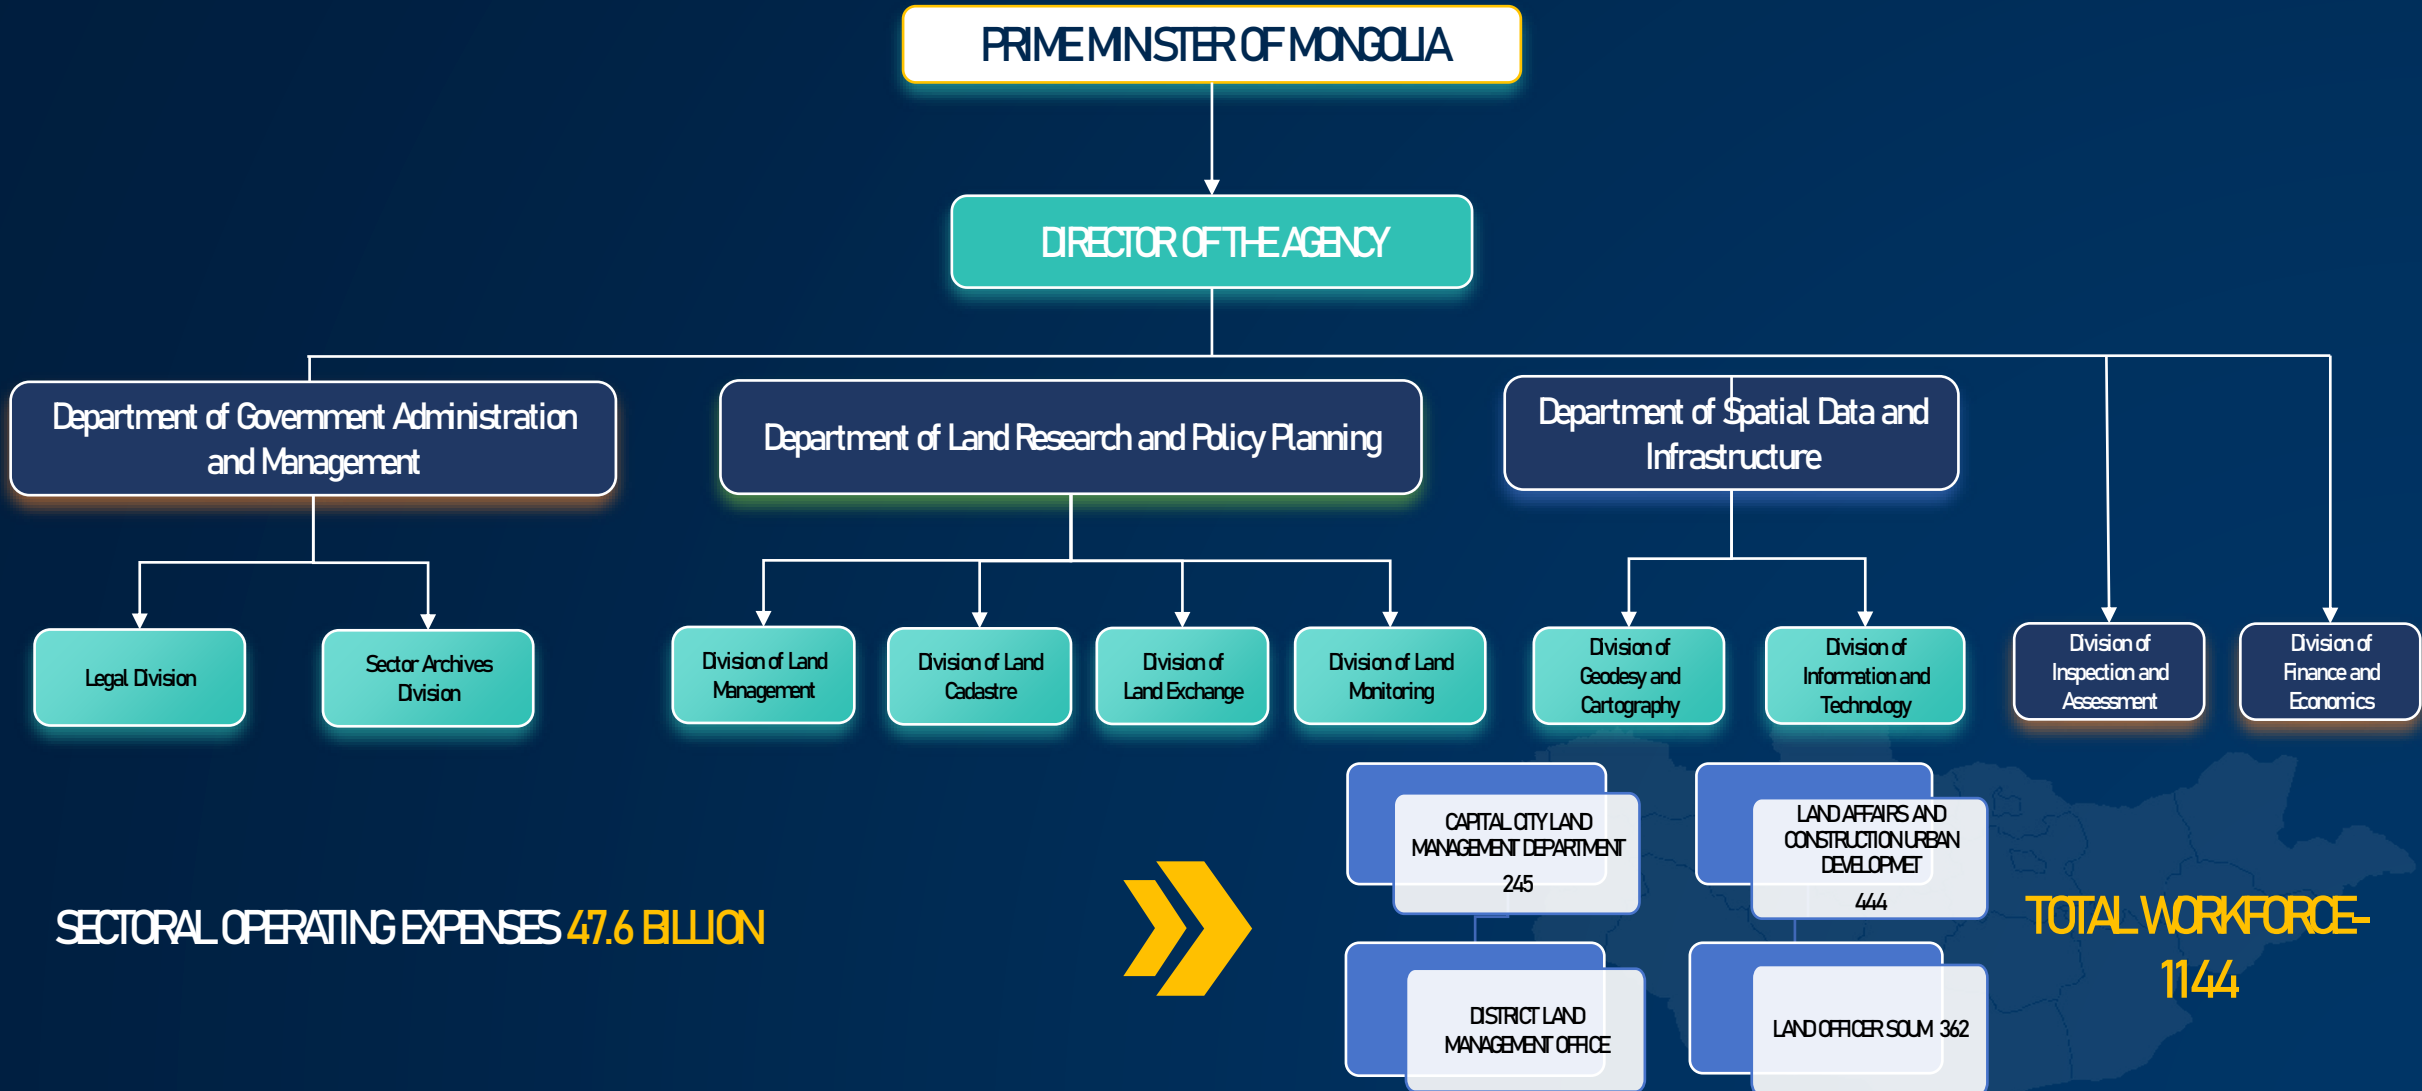 PRIME MINSTER OF MONGOLIA
DIRECTOR OF THE AGENCY
Department of Government Administration
and Management
Department of Land Research and Policy Planning
Department of Spatial Data and
Infrastructure
Legal Division
Sector Archives
Division
Division of Land
Management
Division of Land
Cadastre
Division of
Land Exchange
Division of Land
Monitoring
Division of
Geodesy and
Cartography
Division of
Information and
Technology
Division of
Inspection and
Assessment
Division of
Finance and
Economics
SECTORAL OPERATING EXPENSES 47.6 BILLION
CAPITAL CITY LAND
MANAGEMENT DEPARTMENT
245
LAND AFFAIRS AND
CONSTRUCTION URBAN
DEVELOPMET
444
DISTRICT LAND
MANAGEMENT OFFICE
LAND OFFICER SOUM 362
TOTAL WORKFORCE-
1144